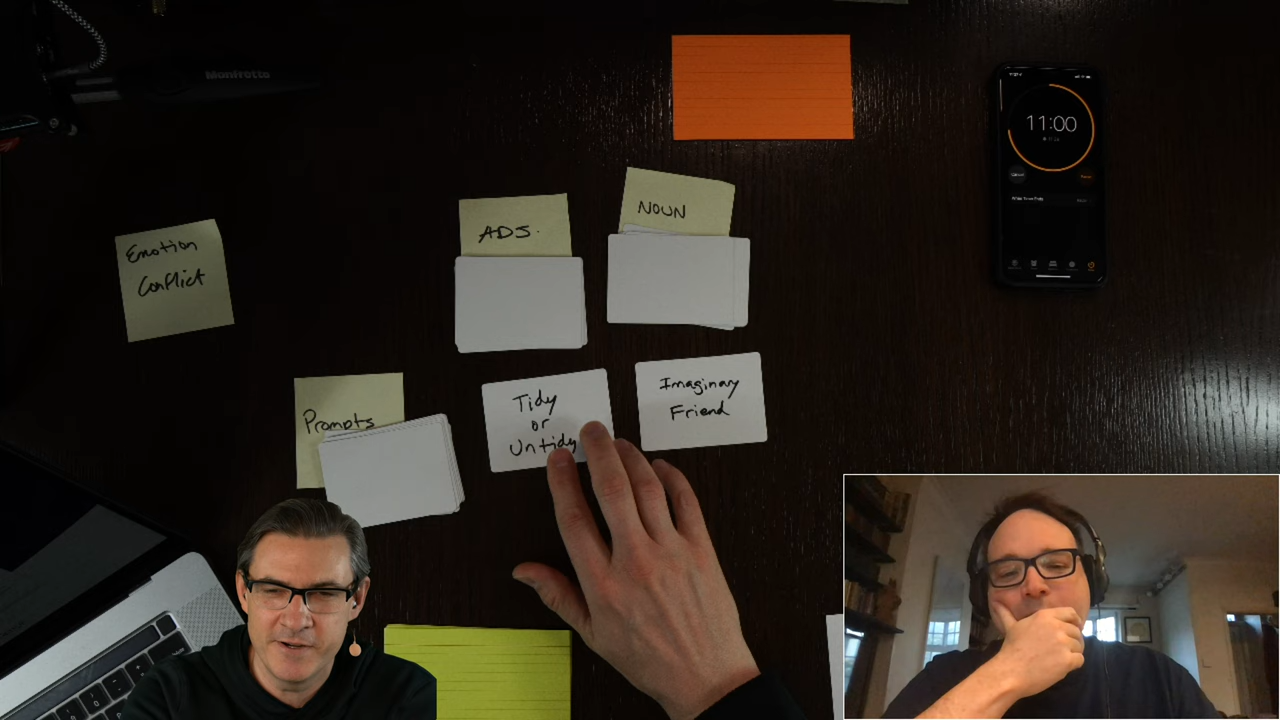 Manfrotto
11:00
NOUN
ADJ.
Emotion
Conflict
Prompts
Tidy
or
Untidy
Imaginary
Friend